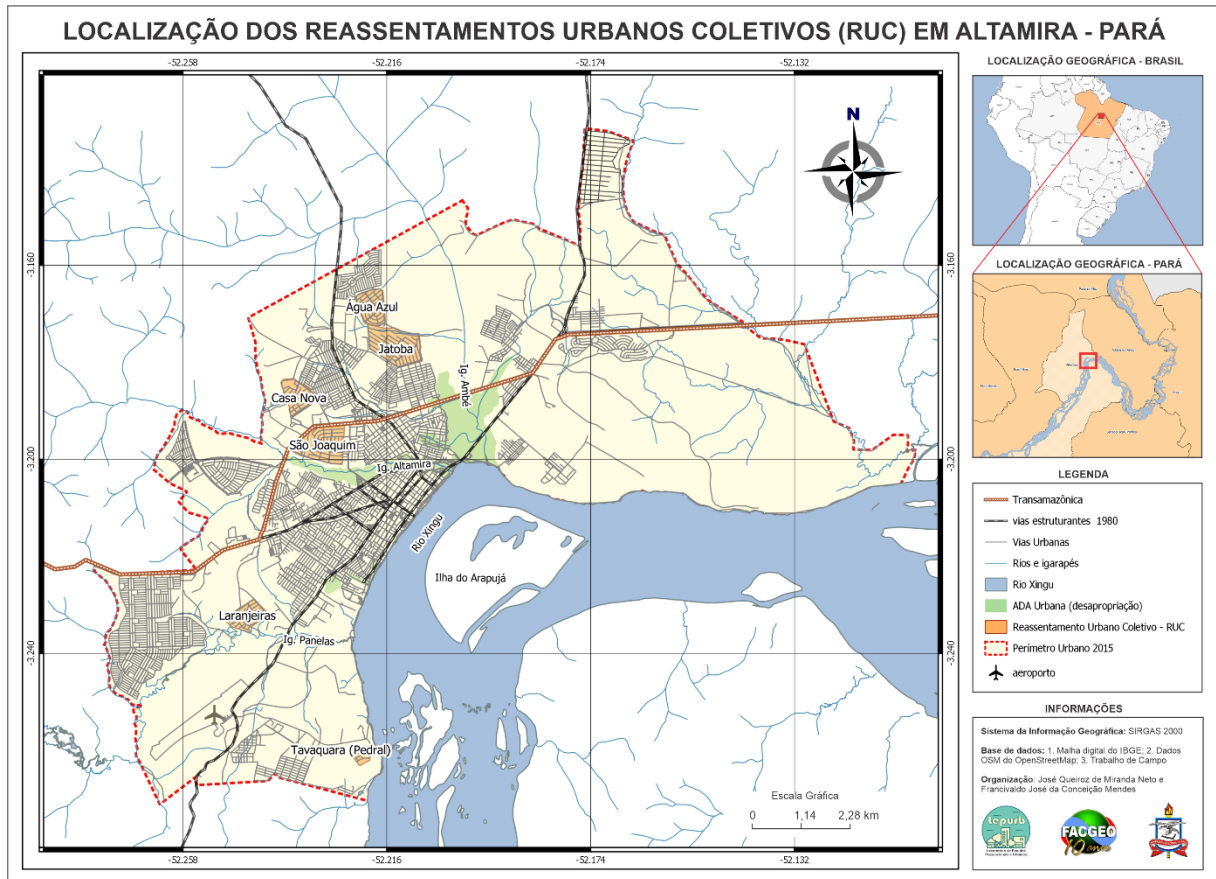 LOCALIZAÇÃO DOS REASSENTAMENTOS URBANOS COLETIVOS (RUC) EM ALTAMIRA - PARÁ
-52.258
-52.216
-52.174
-52.132
N
-3.160
-3.160
Água Azul
Jatoba
Ig. Ambé
Casa Nova
São Joaquim
-3.200
-3.200
Ig. Altamira
Rio Xingu
Ilha do Arapujá
Laranjeiras
Ig. Panelas
-3.240
-3.240
Tavaquara (Pedral)
Escala Gráfica
0 1,14 2,28 km
-52.258
-52.216
-52.174
-52.132
LOCALIZAÇÃO GEOGRÁFICA - BRASIL
LOCALIZAÇÃO GEOGRÁFICA - PARÁ
LEGENDA
Transamazônica
vias estruturantes 1980
Vias Urbanas
Rios e igarapés
Rio Xingu
ADA Urbana (desapropriação)
Reassentamento Urbano Coletivo - RUC
Perímetro Urbano 2015
aeroporto
INFORMAÇÕES
Sistema da Informação Geográfica: SIRGAS 2000
Base de dados: 1. Malha digital do IBGE; 2. Dados
OSM do OpenStreetMap; 3. Trabalho de Campo
Organização: José Queiroz de Miranda Neto e
Francivaldo José da Conceição Mendes
FACGEO
10 anos